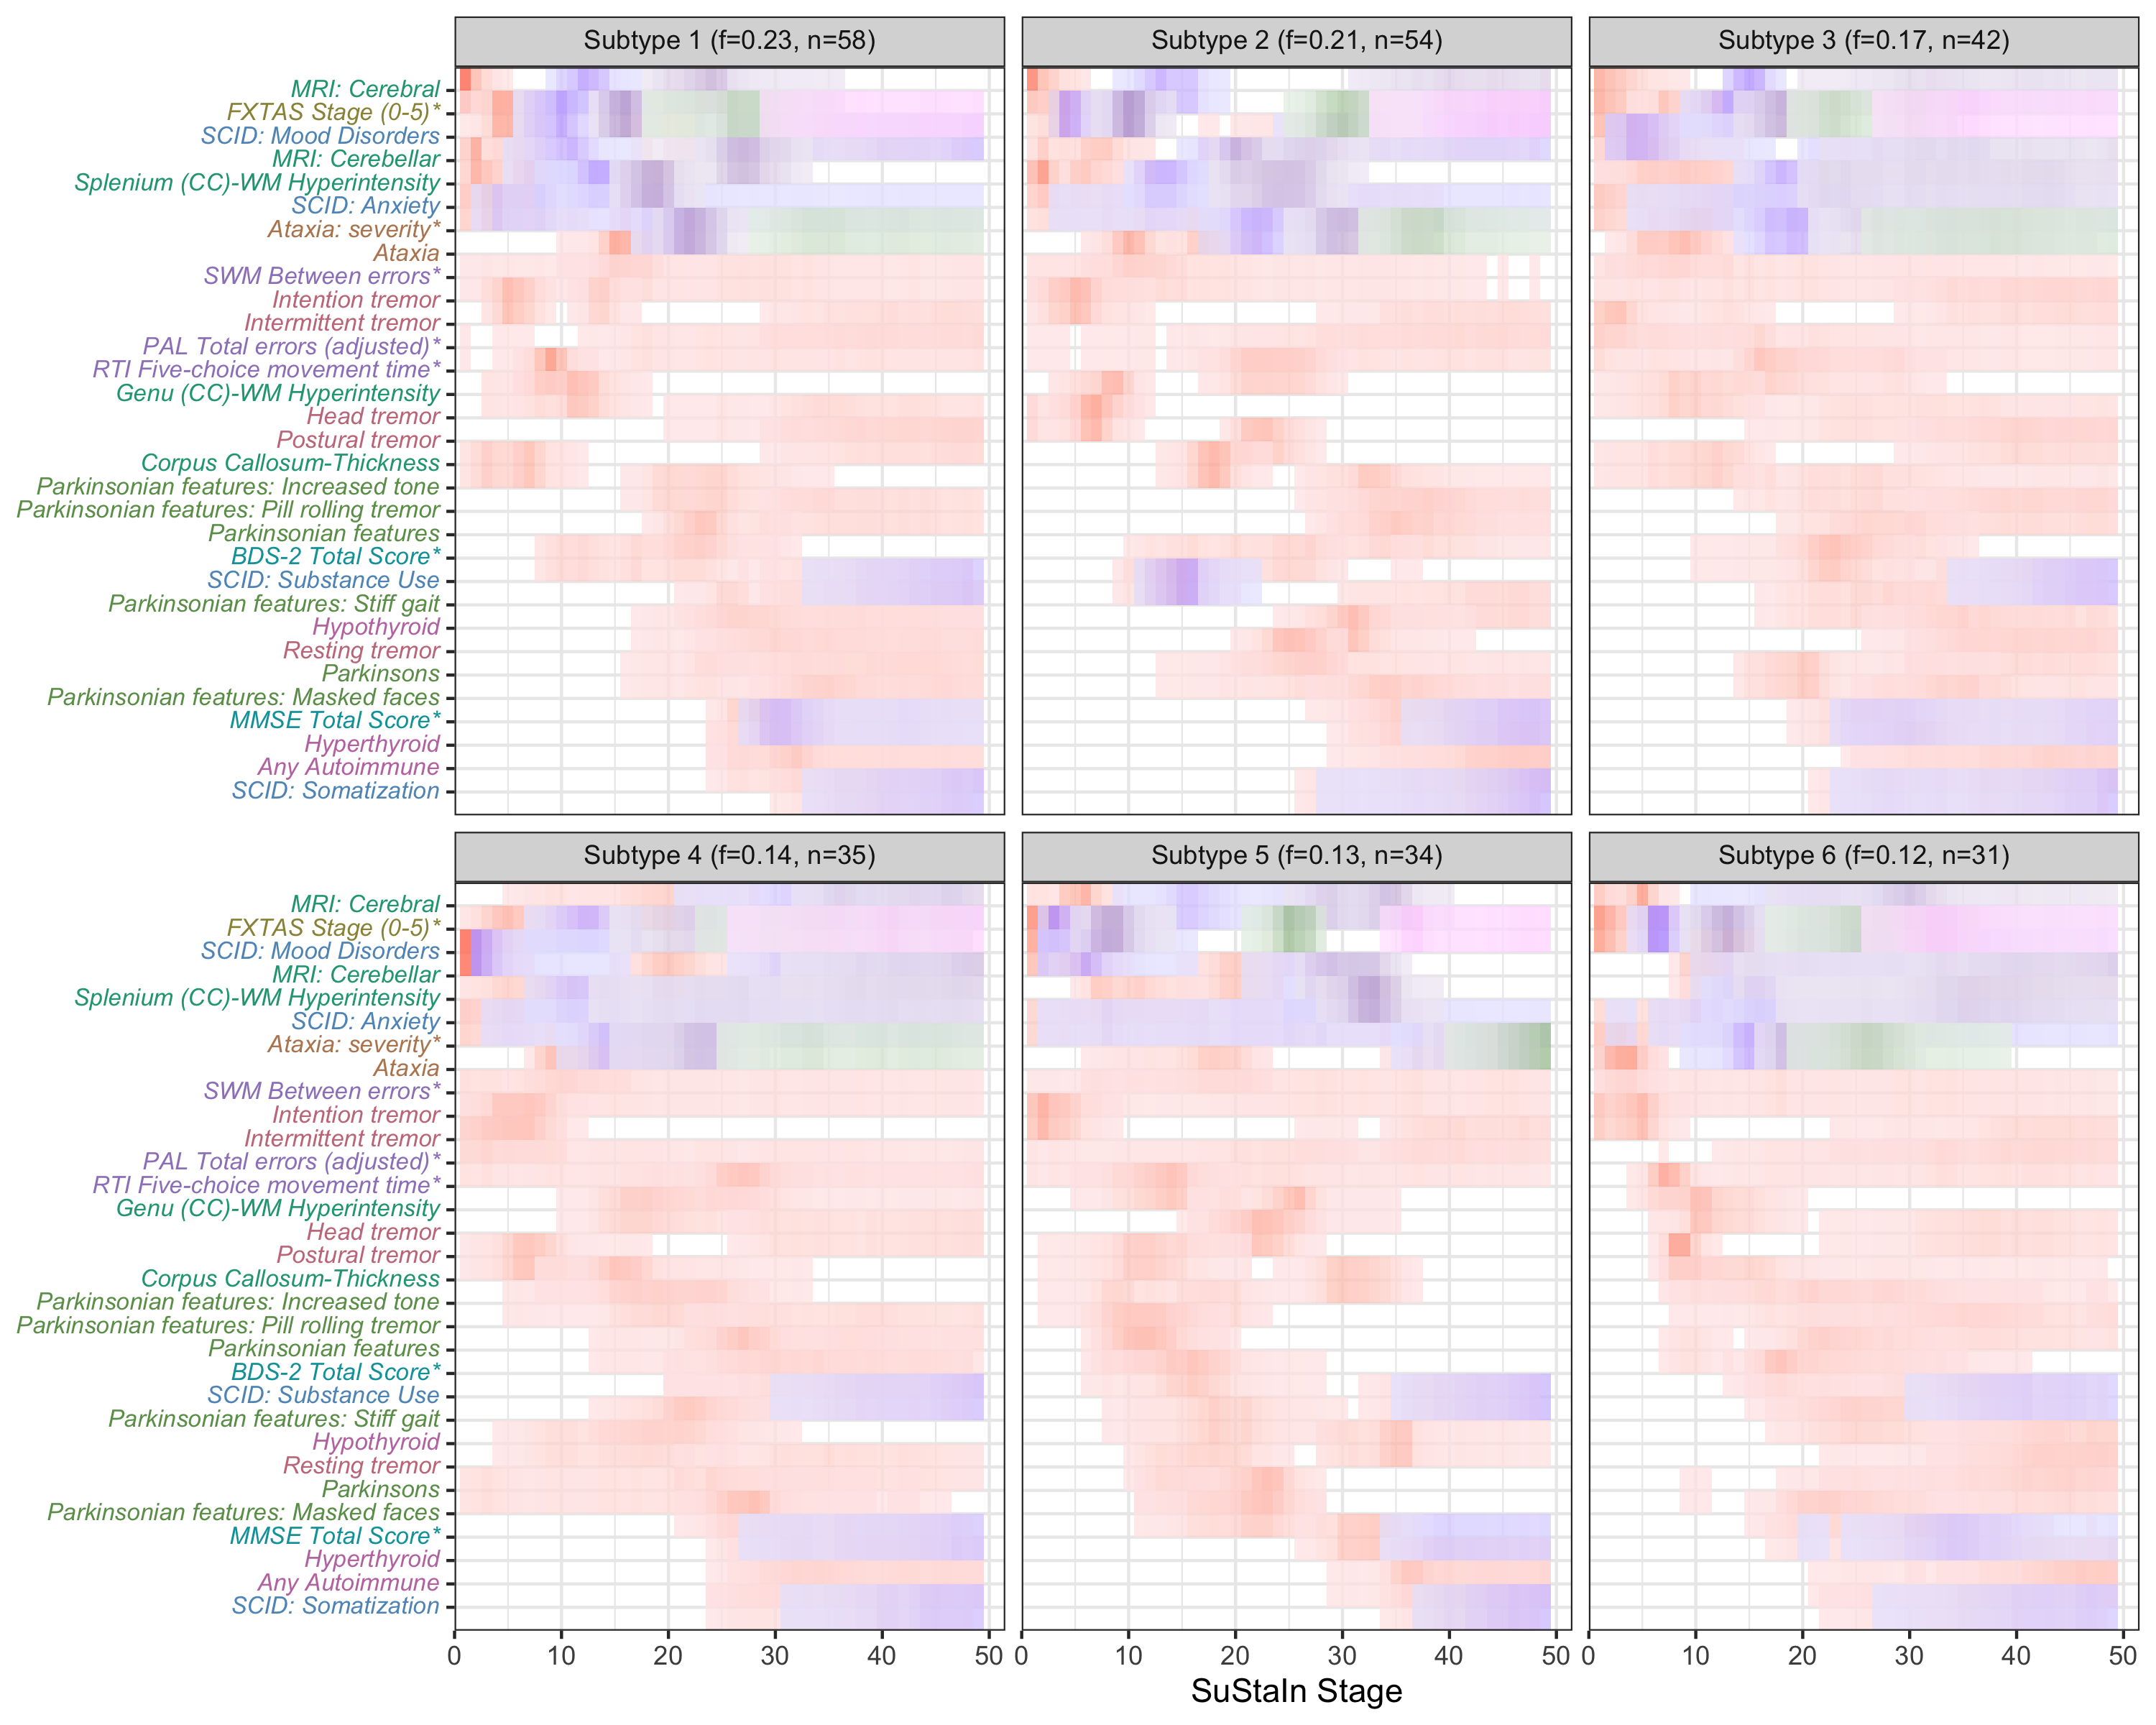 Subtype 1 (f=0.23, n=58)
Subtype 2 (f=0.21, n=54)
Subtype 3 (f=0.17, n=42)
MRI: Cerebral
FXTAS Stage (0-5)*
SCID: Mood Disorders
MRI: Cerebellar
Splenium (CC)-WM Hyperintensity
SCID: Anxiety
Ataxia: severity*
Ataxia
SWM Between errors*
Intention tremor
Intermittent tremor
PAL Total errors (adjusted)*
RTI Five-choice movement time*
Genu (CC)-WM Hyperintensity
Head tremor
Postural tremor
Corpus Callosum-Thickness
Parkinsonian features: Increased tone
Parkinsonian features: Pill rolling tremor
Parkinsonian features
BDS-2 Total Score*
SCID: Substance Use
Parkinsonian features: Stiff gait
Hypothyroid
Resting tremor
Parkinsons
Parkinsonian features: Masked faces
MMSE Total Score*
Hyperthyroid
Any Autoimmune
SCID: Somatization
Subtype 4 (f=0.14, n=35)
Subtype 5 (f=0.13, n=34)
Subtype 6 (f=0.12, n=31)
MRI: Cerebral
FXTAS Stage (0-5)*
SCID: Mood Disorders
MRI: Cerebellar
Splenium (CC)-WM Hyperintensity
SCID: Anxiety
Ataxia: severity*
Ataxia
SWM Between errors*
Intention tremor
Intermittent tremor
PAL Total errors (adjusted)*
RTI Five-choice movement time*
Genu (CC)-WM Hyperintensity
Head tremor
Postural tremor
Corpus Callosum-Thickness
Parkinsonian features: Increased tone
Parkinsonian features: Pill rolling tremor
Parkinsonian features
BDS-2 Total Score*
SCID: Substance Use
Parkinsonian features: Stiff gait
Hypothyroid
Resting tremor
Parkinsons
Parkinsonian features: Masked faces
MMSE Total Score*
Hyperthyroid
Any Autoimmune
SCID: Somatization
0 10 20 30 40 50
0 10 20 30 40 50
0 10 20 30 40 50
SuStaIn Stage